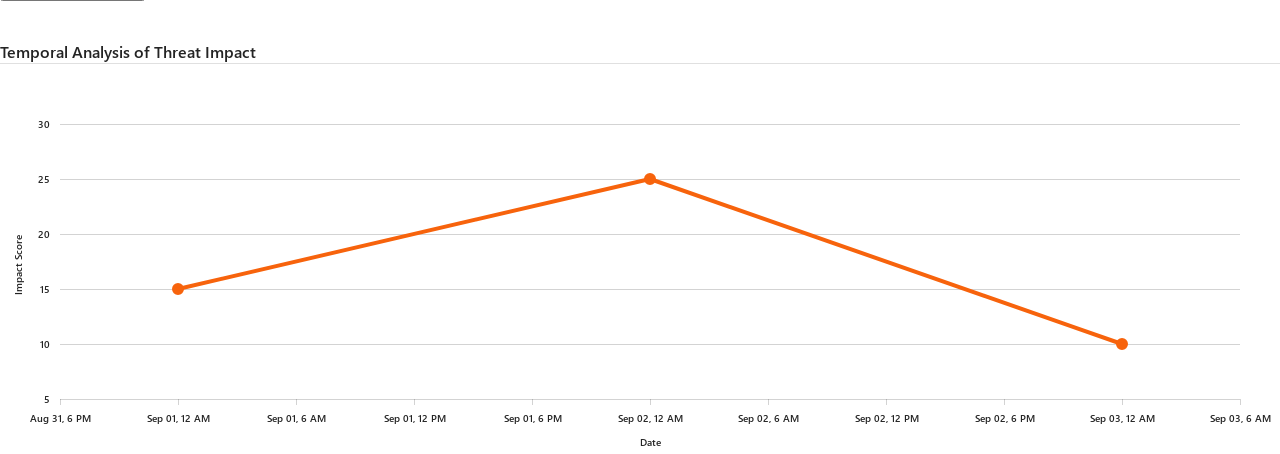 Temporal Analysis of Threat Impact
30
25
20
15
10
5
Impact Score
Aug 31, 6 PM Sep 01, 12 AM Sep 01, 6 AM Sep 01, 12 PM Sep 01, 6 PM Sep 02, 12 AM Sep 02, 6 AM Sep 02, 12 PM Sep 02, 6 PM Sep 03, 12 AM Sep 03, 6 AM
Date